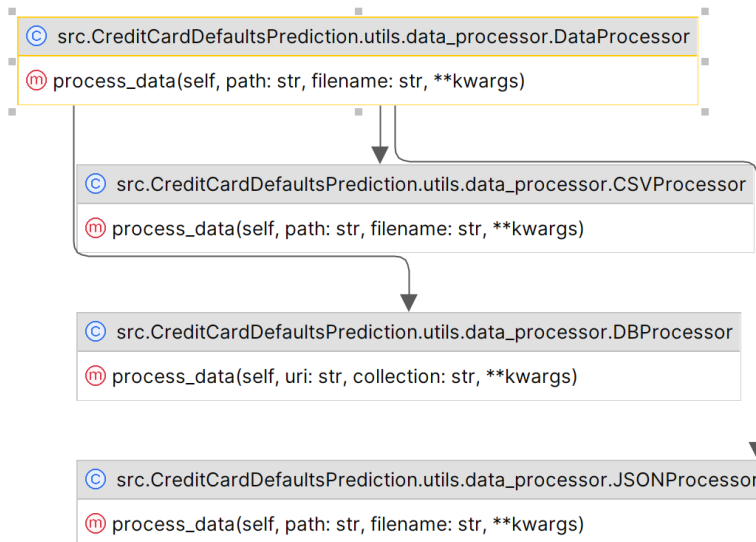 C src.CreditCardDefaultsPrediction.utils.data_processor.DataProcessor
m process_data(self, path: str, filename: str, **kwargs)
C src.CreditCardDefaultsPrediction.utils.data_processor.CSVProcessor
m process_data(self, path: str, filename: str, **kwargs)
C src.CreditCardDefaultsPrediction.utils.data_processor.DBProcessor
m process_data(self, uri: str, collection: str, **kwargs)
C src.CreditCardDefaultsPrediction.utils.data_processor.JSONProcessor
m process_data(self, path: str, filename: str, **kwargs)